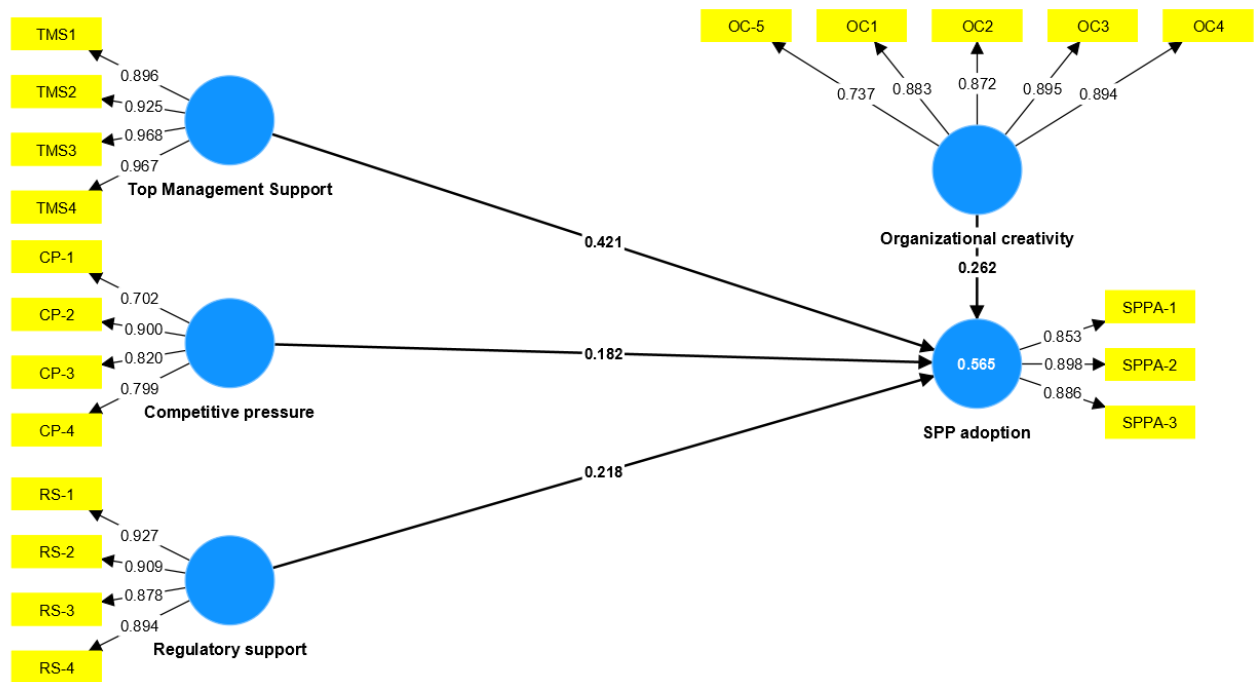 TMS1
0.896
TMS2
0.925
TMS3
0.968
0.967
TMS4
Top Management Support
CP-1
0.702
CP-2
0.900
CP-3
0.820
0.799
CP-4
Competitive pressure
RS-1
0.927
RS-2
0.909
RS-3
0.878
0.894
RS-4
Regulatory support
0.421
0.182
0.218
OC-5 OC1 OC2 OC3 OC4
0.737 0.883 0.872 0.895 0.894
Organizational creativity
0.262
0.565
SPP adoption
SPPA-1
0.853
SPPA-2
0.898
0.886
SPPA-3